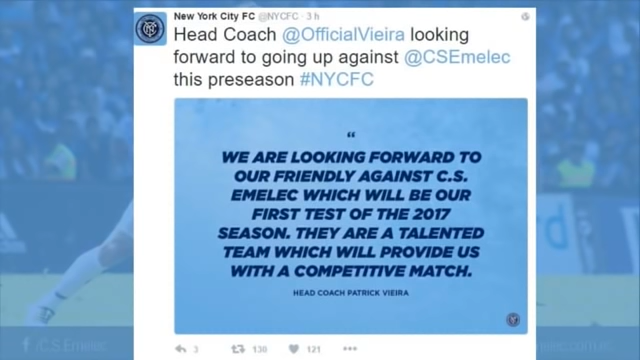 New York City FC @NYCFC · 3 h
Head Coach @OfficialVieira looking
forward to going up against @CSEmelec
this preseason #NYCFC
“
WE ARE LOOKING FORWARD TO
OUR FRIENDLY AGAINST C.S.
EMELEC WHICH WILL BE OUR
FIRST TEST OF THE 2017
SEASON. THEY ARE A TALENTED
TEAM WHICH WILL PROVIDE US
WITH A COMPETITIVE MATCH.
HEAD COACH PATRICK VIEIRA
3 130 121
f /C.S.Emelec